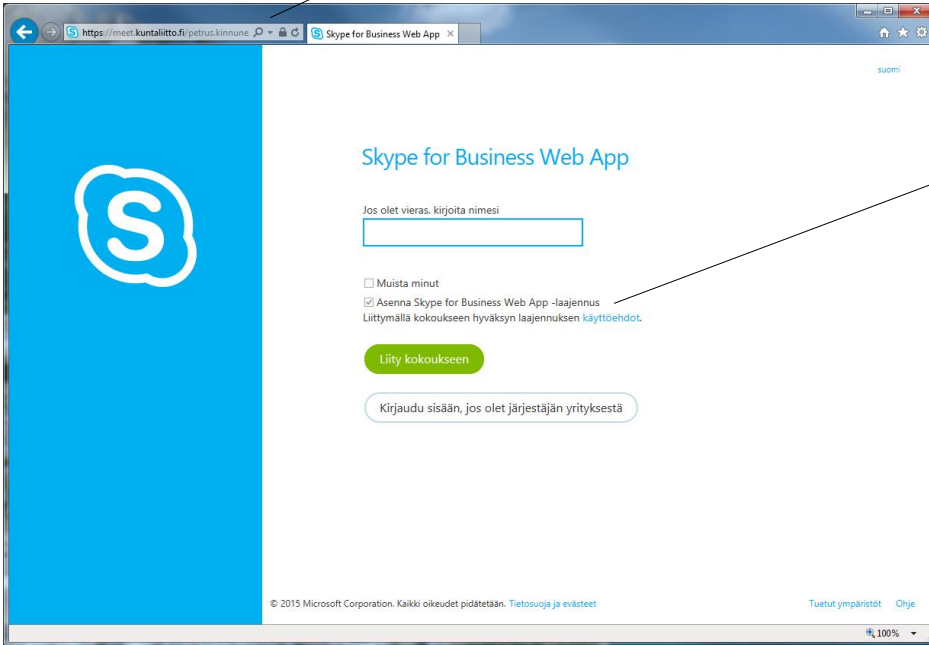 https://meet.kuntaliitto.fi/petrus.kinnune
Skype for Business Web App
suomi
Skype for Business Web App
Jos olet vieras, kirjoita nimesi
Muista minut
Asenna Skype for Business Web App -laajennus
Liittymällä kokoukseen hyväksyn laajennuksen käyttöehdot.
Liity kokoukseen
Kirjaudu sisään, jos olet järjestäjän yrityksestä
© 2015 Microsoft Corporation. Kaikki oikeudet pidätetään. Tietosuoja ja evästeet
Tuetut ympäristöt Ohje
100%